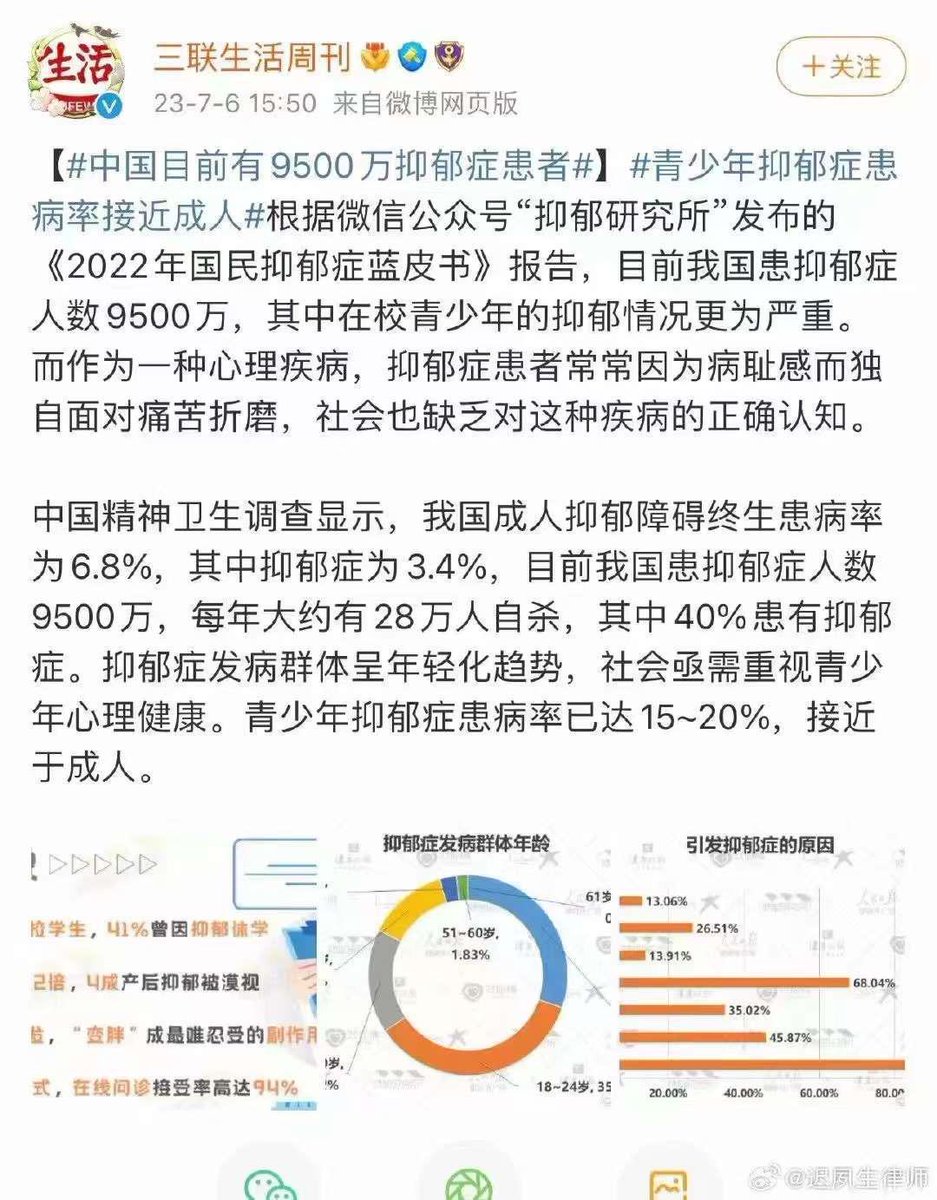 生活
三联生活周刊
+关注
23-7-6 15:50 来自微博网页版
【#中国目前有9500万抑郁症患者#】#青少年抑郁症患
病率接近成人#根据微信公众号“抑郁研究所”发布的
《2022年国民抑郁症蓝皮书》报告，目前我国患抑郁症
人数9500万，其中在校青少年的抑郁情况更为严重。
而作为一种心理疾病，抑郁症患者常常因为病耻感而独
自面对痛苦折磨，社会也缺乏对这种疾病的正确认知。
中国精神卫生调查显示，我国成人抑郁障碍终生患病率
为6.8%，其中抑郁症为3.4%，目前我国患抑郁症人数
9500万，每年大约有28万人自杀，其中40%患有抑郁
症。抑郁症发病群体呈年轻化趋势，社会亟需重视青少
年心理健康。青少年抑郁症患病率已达15~20%，接近
于成人。
学生，41%曾因抑郁休学
2倍，4成产后抑郁被漠视
“变胖”成最难忍受的副作用
式，在线问诊接受率高达94%
抑郁症发病群体年龄
61岁
51~60岁,
1.83%
18~24岁, 35
引发抑郁症的原因
13.06%
26.51%
13.91%
68.04%
35.02%
45.87%
20.00% 40.00% 60.00% 80.0
@迟夙生律师